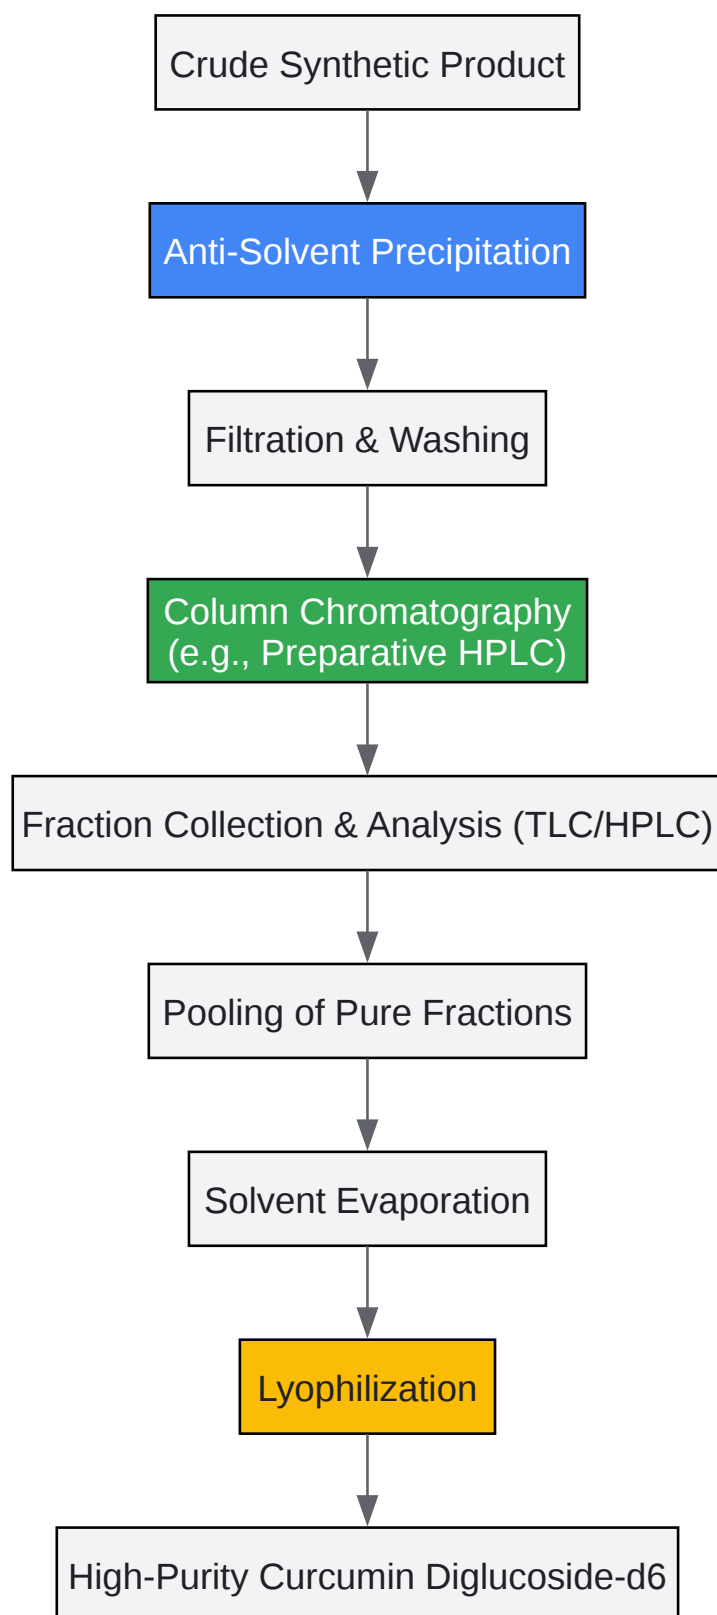 Crude Synthetic Product
Anti-Solvent Precipitation
Filtration & Washing
Column Chromatography
(e.g., Preparative HPLC)
Fraction Collection & Analysis (TLC/HPLC)
Pooling of Pure Fractions
Solvent Evaporation
Lyophilization
High-Purity Curcumin Diglucoside-d6